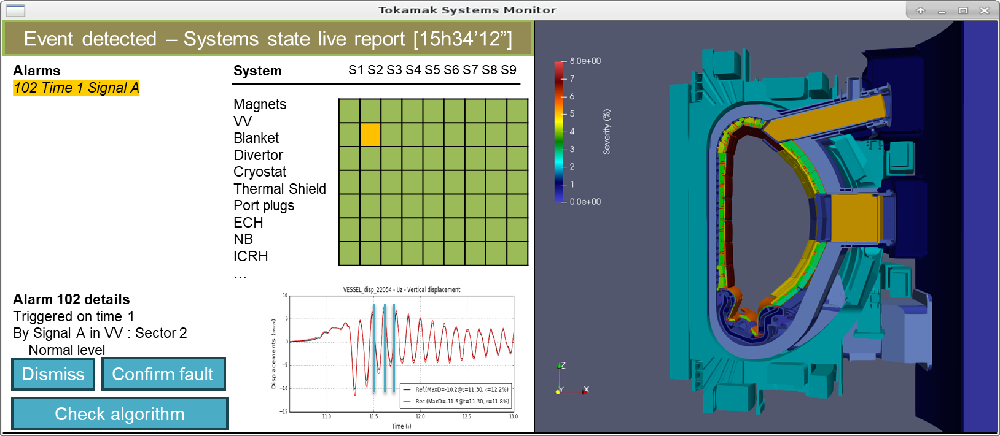 Tokamak Systems Monitor
Event detected – Systems state live report [15h34’12”]
Alarms
102 Time 1 Signal A
System S1 S2 S3 S4 S5 S6 S7 S8 S9
Magnets
VV
Blanket
Divertor
Cryostat
Thermal Shield
Port plugs
ECH
NB
ICRH
...
Alarm 102 details
Triggered on time 1
By Signal A in VV : Sector 2
Normal level
Dismiss Confirm fault
Check algorithm
VESSEL_disp_22054 - Uz - Vertical displacement
Displacements (mm)
10
5
0
−5
−10
−15
11.0 11.5 12.0 12.5 13.0
Time (s)
Ref.(MaxD=-10.2@t=11.30, ε=12.2%)
Rec.(MaxD=-11.5@t=11.30, ε=11.8%)
8.0e+00
7
6
5
4
3
2
1
0.0e+00
Severity (%)
Z
Y
X